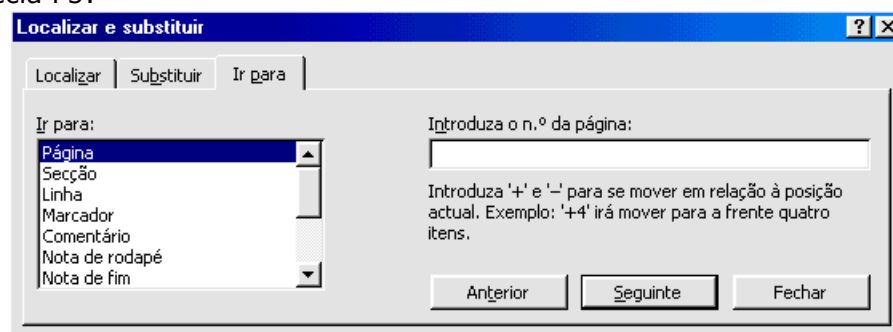 Localizar e substituir
Localizar Substituir Ir para
Ir para:
Página
Secção
Linha
Marcador
Comentário
Nota de rodapé
Nota de fim
Introduza o n.º da página:
Introduza '+' e '–' para se mover em relação à posição
actual. Exemplo: '+4' irá mover para a frente quatro
itens.
Anterior Seguinte Fechar